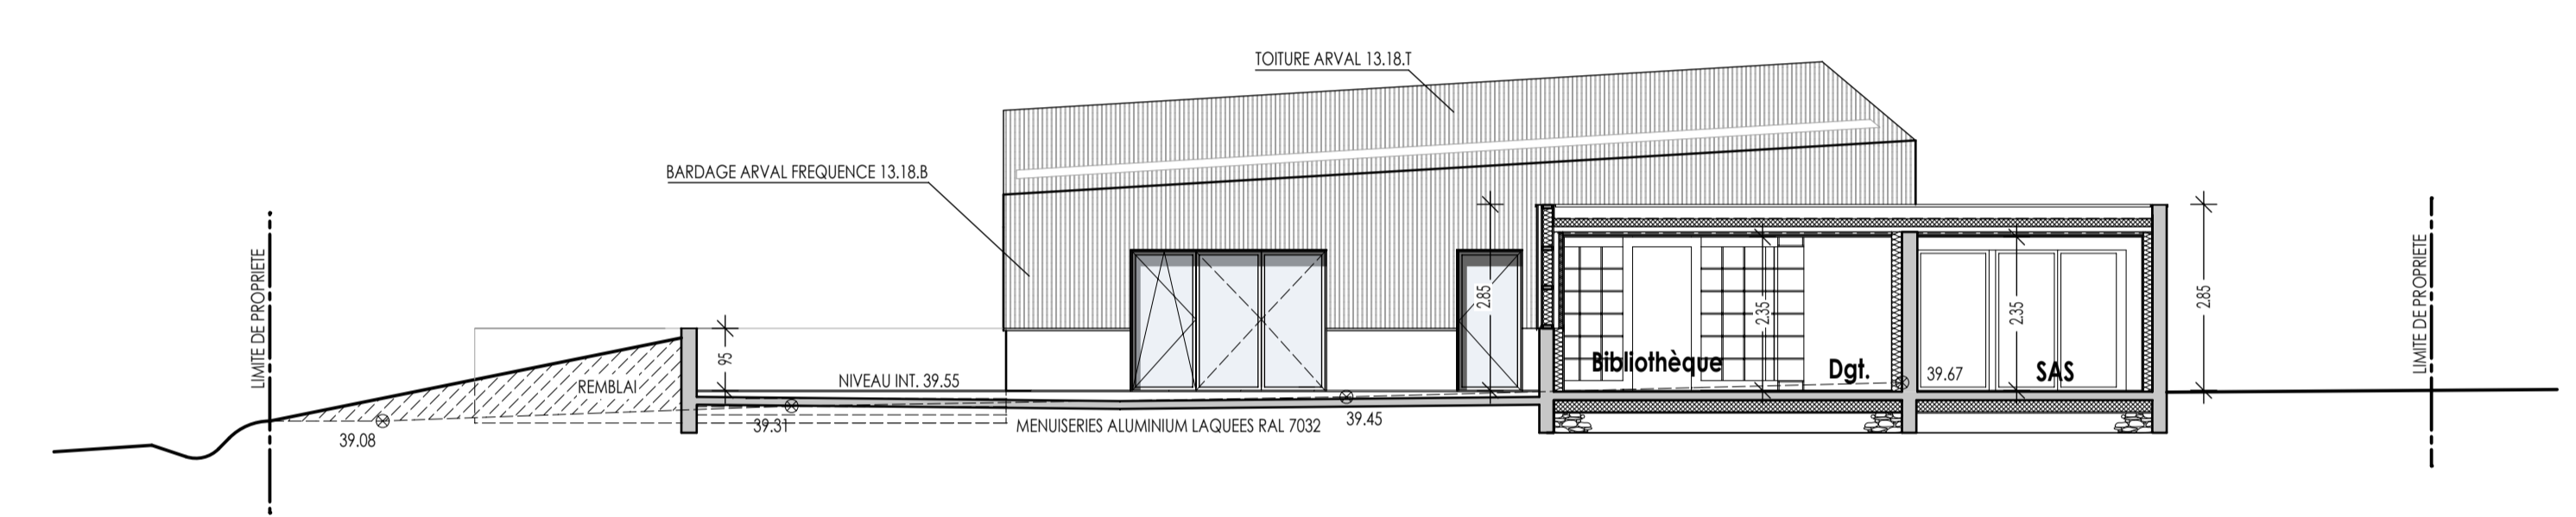 TOITURE ARVAL 13.18.T
BARDAGE ARVAL FREQUENCE 13.18.B
LIMITE DE PROPRIETE
REMBLAI
95
NIVEAU INT. 39.55
39.08
39.31
MENUISERIES ALUMINIUM LAQUEES RAL 7032
39.45
2.85
Bibliothèque
2.35
Dgt.
39.67
2.35
SAS
2.85
LIMITE DE PROPRIETE